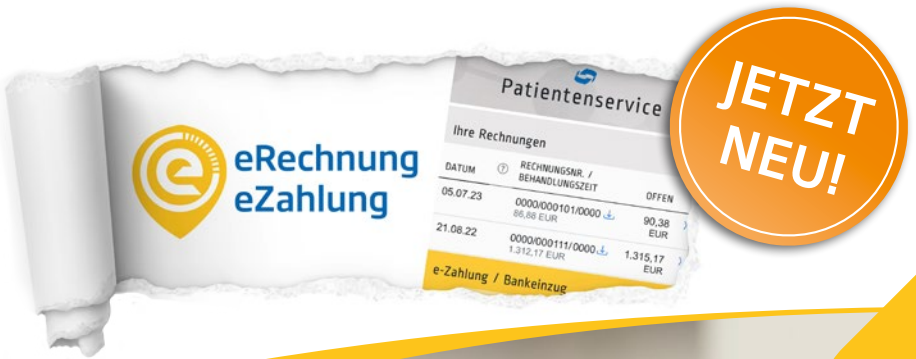 e
eRechnung
eZahlung
Patientenservice
Ihre Rechnungen
DATUM ? RECHNUNGSNR. / BEHANDLUNGSZEIT OFFEN
05.07.23 0000/000101/0000 90,38 EUR
86,88 EUR
21.08.22 0000/000111/0000 1.315,17 EUR
1.312,17 EUR
e-Zahlung / Bankeinzug
JETZT
NEU!